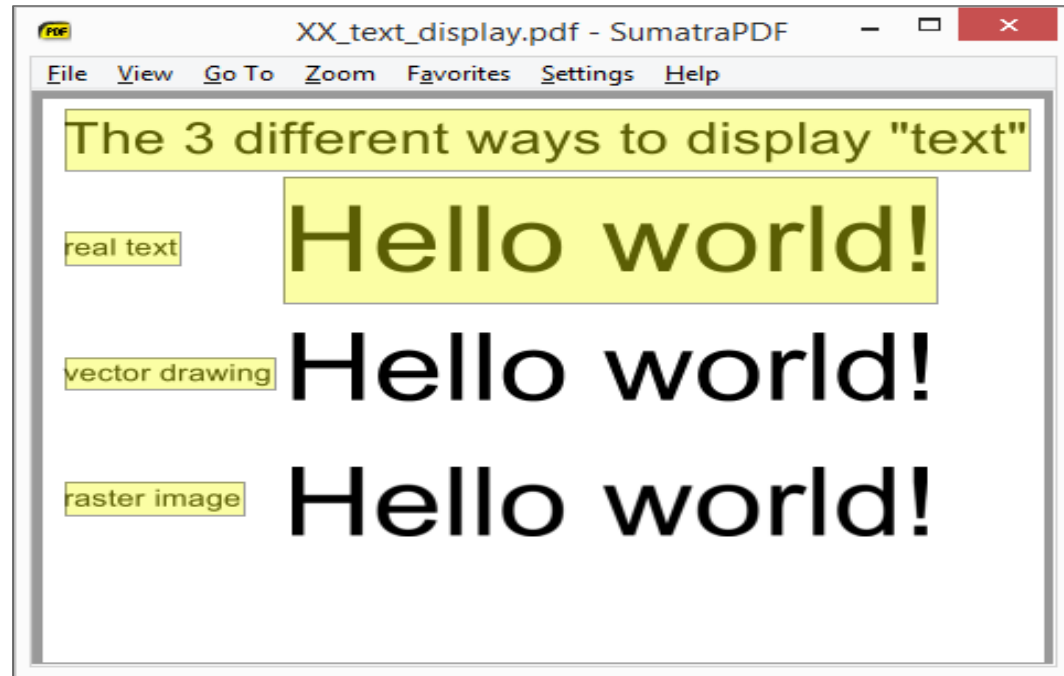 PDF XX_text_display.pdf - SumatraPDF
File View Go To Zoom Favorites Settings Help
The 3 different ways to display "text"
real text Hello world!
vector drawing Hello world!
raster image Hello world!